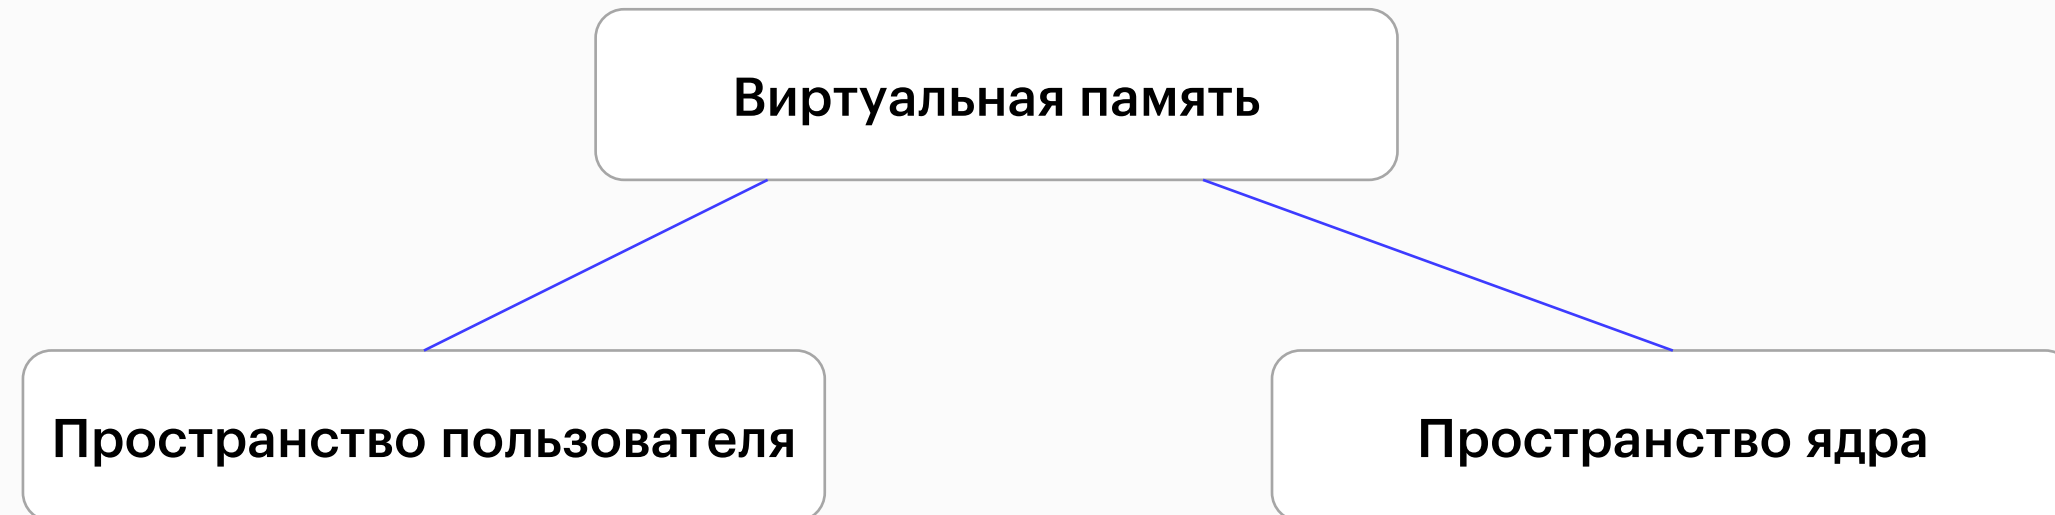 Виртуальная память
Пространство пользователя
Пространство ядра